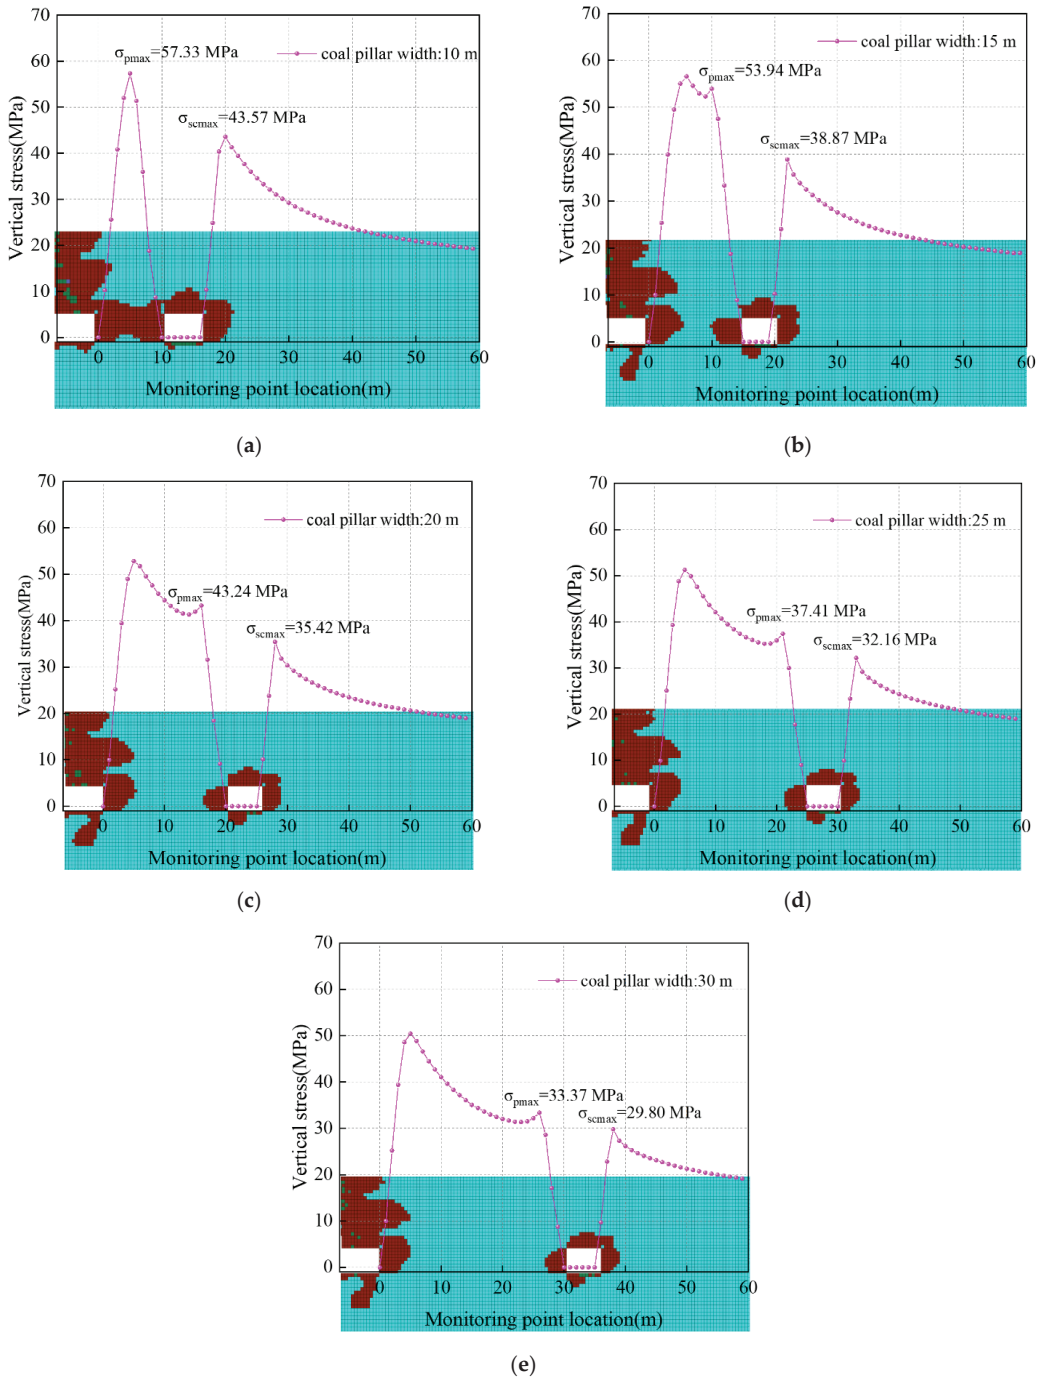 70
60
50
40
30
20
10
0
Vertical stress(MPa)
σpmax=57.33 MPa
coal pillar width:10 m
σscmax=43.57 MPa
0 10 20 30 40 50 60
Monitoring point location(m)
(a)
70
60
50
40
30
20
10
0
Vertical stress(MPa)
coal pillar width:15 m
σpmax=53.94 MPa
σscmax=38.87 MPa
0 10 20 30 40 50 60
Monitoring point location(m)
(b)
70
60
50
40
30
20
10
0
Vertical stress(MPa)
coal pillar width:20 m
σpmax=43.24 MPa
σscmax=35.42 MPa
0 10 20 30 40 50 60
Monitoring point location(m)
(c)
70
60
50
40
30
20
10
0
Vertical stress(MPa)
coal pillar width:25 m
σpmax=37.41 MPa
σscmax=32.16 MPa
0 10 20 30 40 50 60
Monitoring point location(m)
(d)
70
60
50
40
30
20
10
0
Vertical stress(MPa)
coal pillar width:30 m
σpmax=33.37 MPa
σscmax=29.80 MPa
0 10 20 30 40 50 60
Monitoring point location(m)
(e)